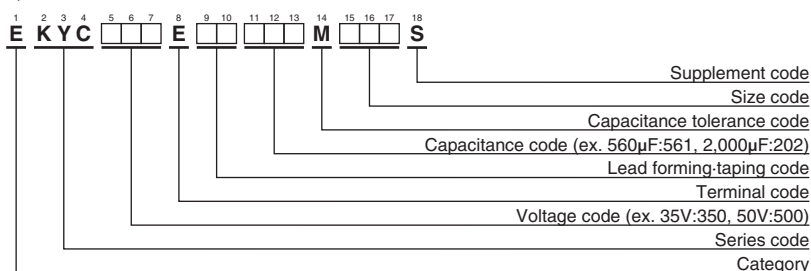 1 2 3 4 5 6 7 8 9 10 11 12 13 14 15 16 17 18
E KYC E M S
Supplement code
Size code
Capacitance tolerance code
Capacitance code (ex. 560µF:561, 2,000µF:202)
Lead forming·taping code
Terminal code
Voltage code (ex. 35V:350, 50V:500)
Series code
Category